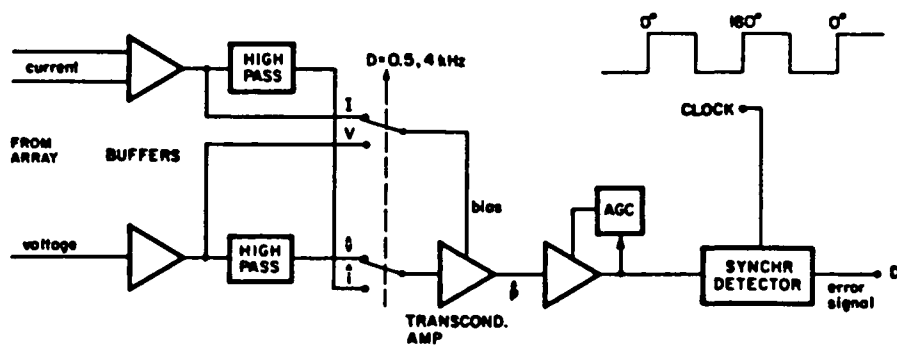 0° 180° 0°
current
HIGH
PASS
D=0.5, 4 kHz
CLOCK
I
V
FROM
ARRAY
BUFFERS
bias
AGC
voltage
HIGH
PASS
v̂
î
p̂
TRANSCOND.
AMP
SYNCHR
DETECTOR
error
signal